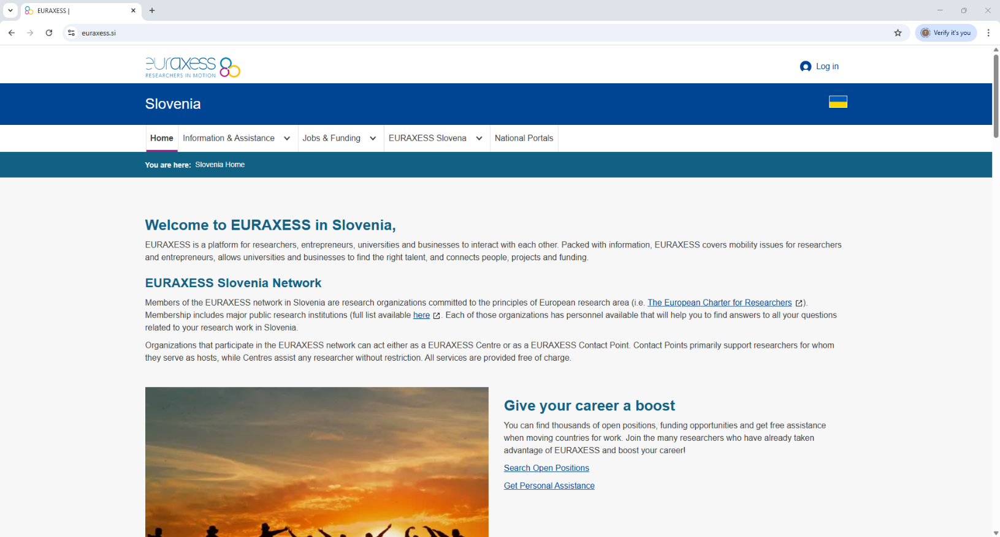 EURAXESS |
euraxess.si
Verify it's you
euraxess
RESEARCHERS IN MOTION
Log in
Slovenia
Home
Information & Assistance
Jobs & Funding
EURAXESS Slovena
National Portals
You are here: Slovenia Home
Welcome to EURAXESS in Slovenia,
EURAXESS is a platform for researchers, entrepreneurs, universities and businesses to interact with each other. Packed with information, EURAXESS covers mobility issues for researchers
and entrepreneurs, allows universities and businesses to find the right talent, and connects people, projects and funding.
EURAXESS Slovenia Network
Members of the EURAXESS network in Slovenia are research organizations committed to the principles of European research area (i.e. The European Charter for Researchers ).
Membership includes major public research institutions (full list available here . Each of those organizations has personnel available that will help you to find answers to all your questions
related to your research work in Slovenia.
Organizations that participate in the EURAXESS network can act either as a EURAXESS Centre or as a EURAXESS Contact Point. Contact Points primarily support researchers for whom
they serve as hosts, while Centres assist any researcher without restriction. All services are provided free of charge.
Give your career a boost
You can find thousands of open positions, funding opportunities and get free assistance
when moving countries for work. Join the many researchers who have already taken
advantage of EURAXESS and boost your career!
Search Open Positions
Get Personal Assistance